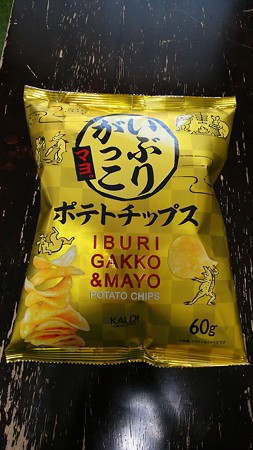 いぶり
がっこ
マヨ
ポテトチップス
IBURI
GAKKO
&MAYO
POTATO CHIPS
KALDI
60g